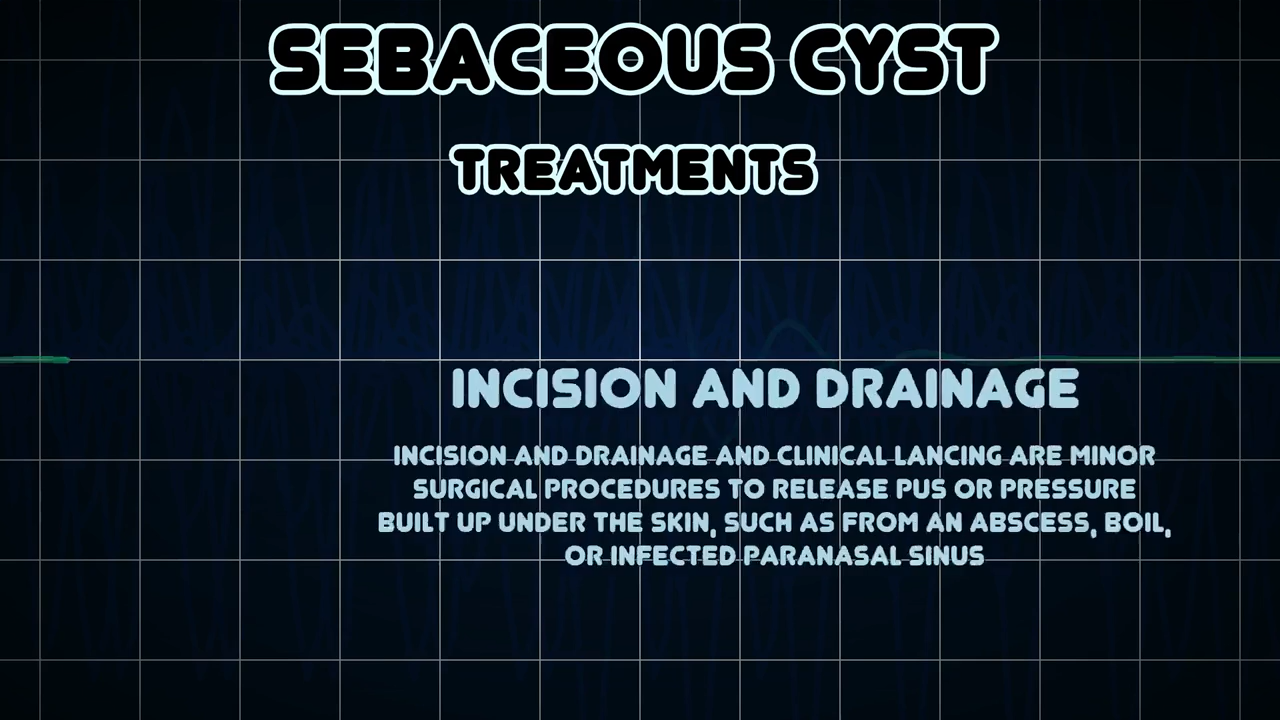 SEBACEOUS CYST
TREATMENTS
INCISION AND DRAINAGE
INCISION AND DRAINAGE AND CLINICAL LANCING ARE MINOR
SURGICAL PROCEDURES TO RELEASE PUS OR PRESSURE
BUILT UP UNDER THE SKIN, SUCH AS FROM AN ABSCESS, BOIL,
OR INFECTED PARANASAL SINUS